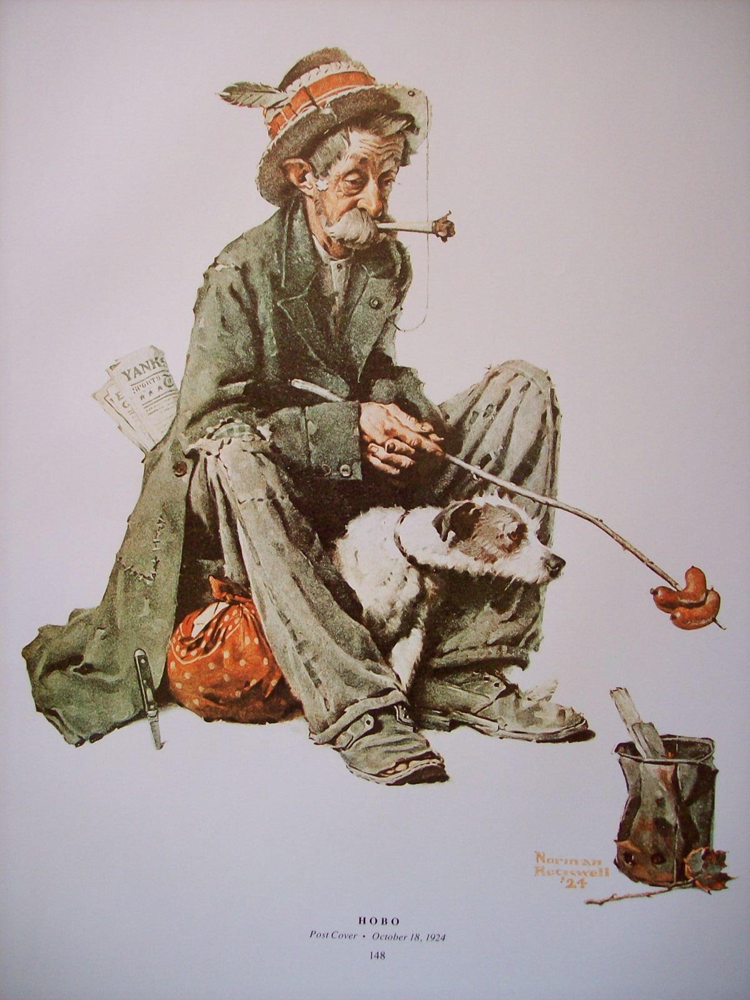 YANKS
SPORTS
Norman
Rockwell
'24
HOBO
Post Cover • October 18, 1924
148